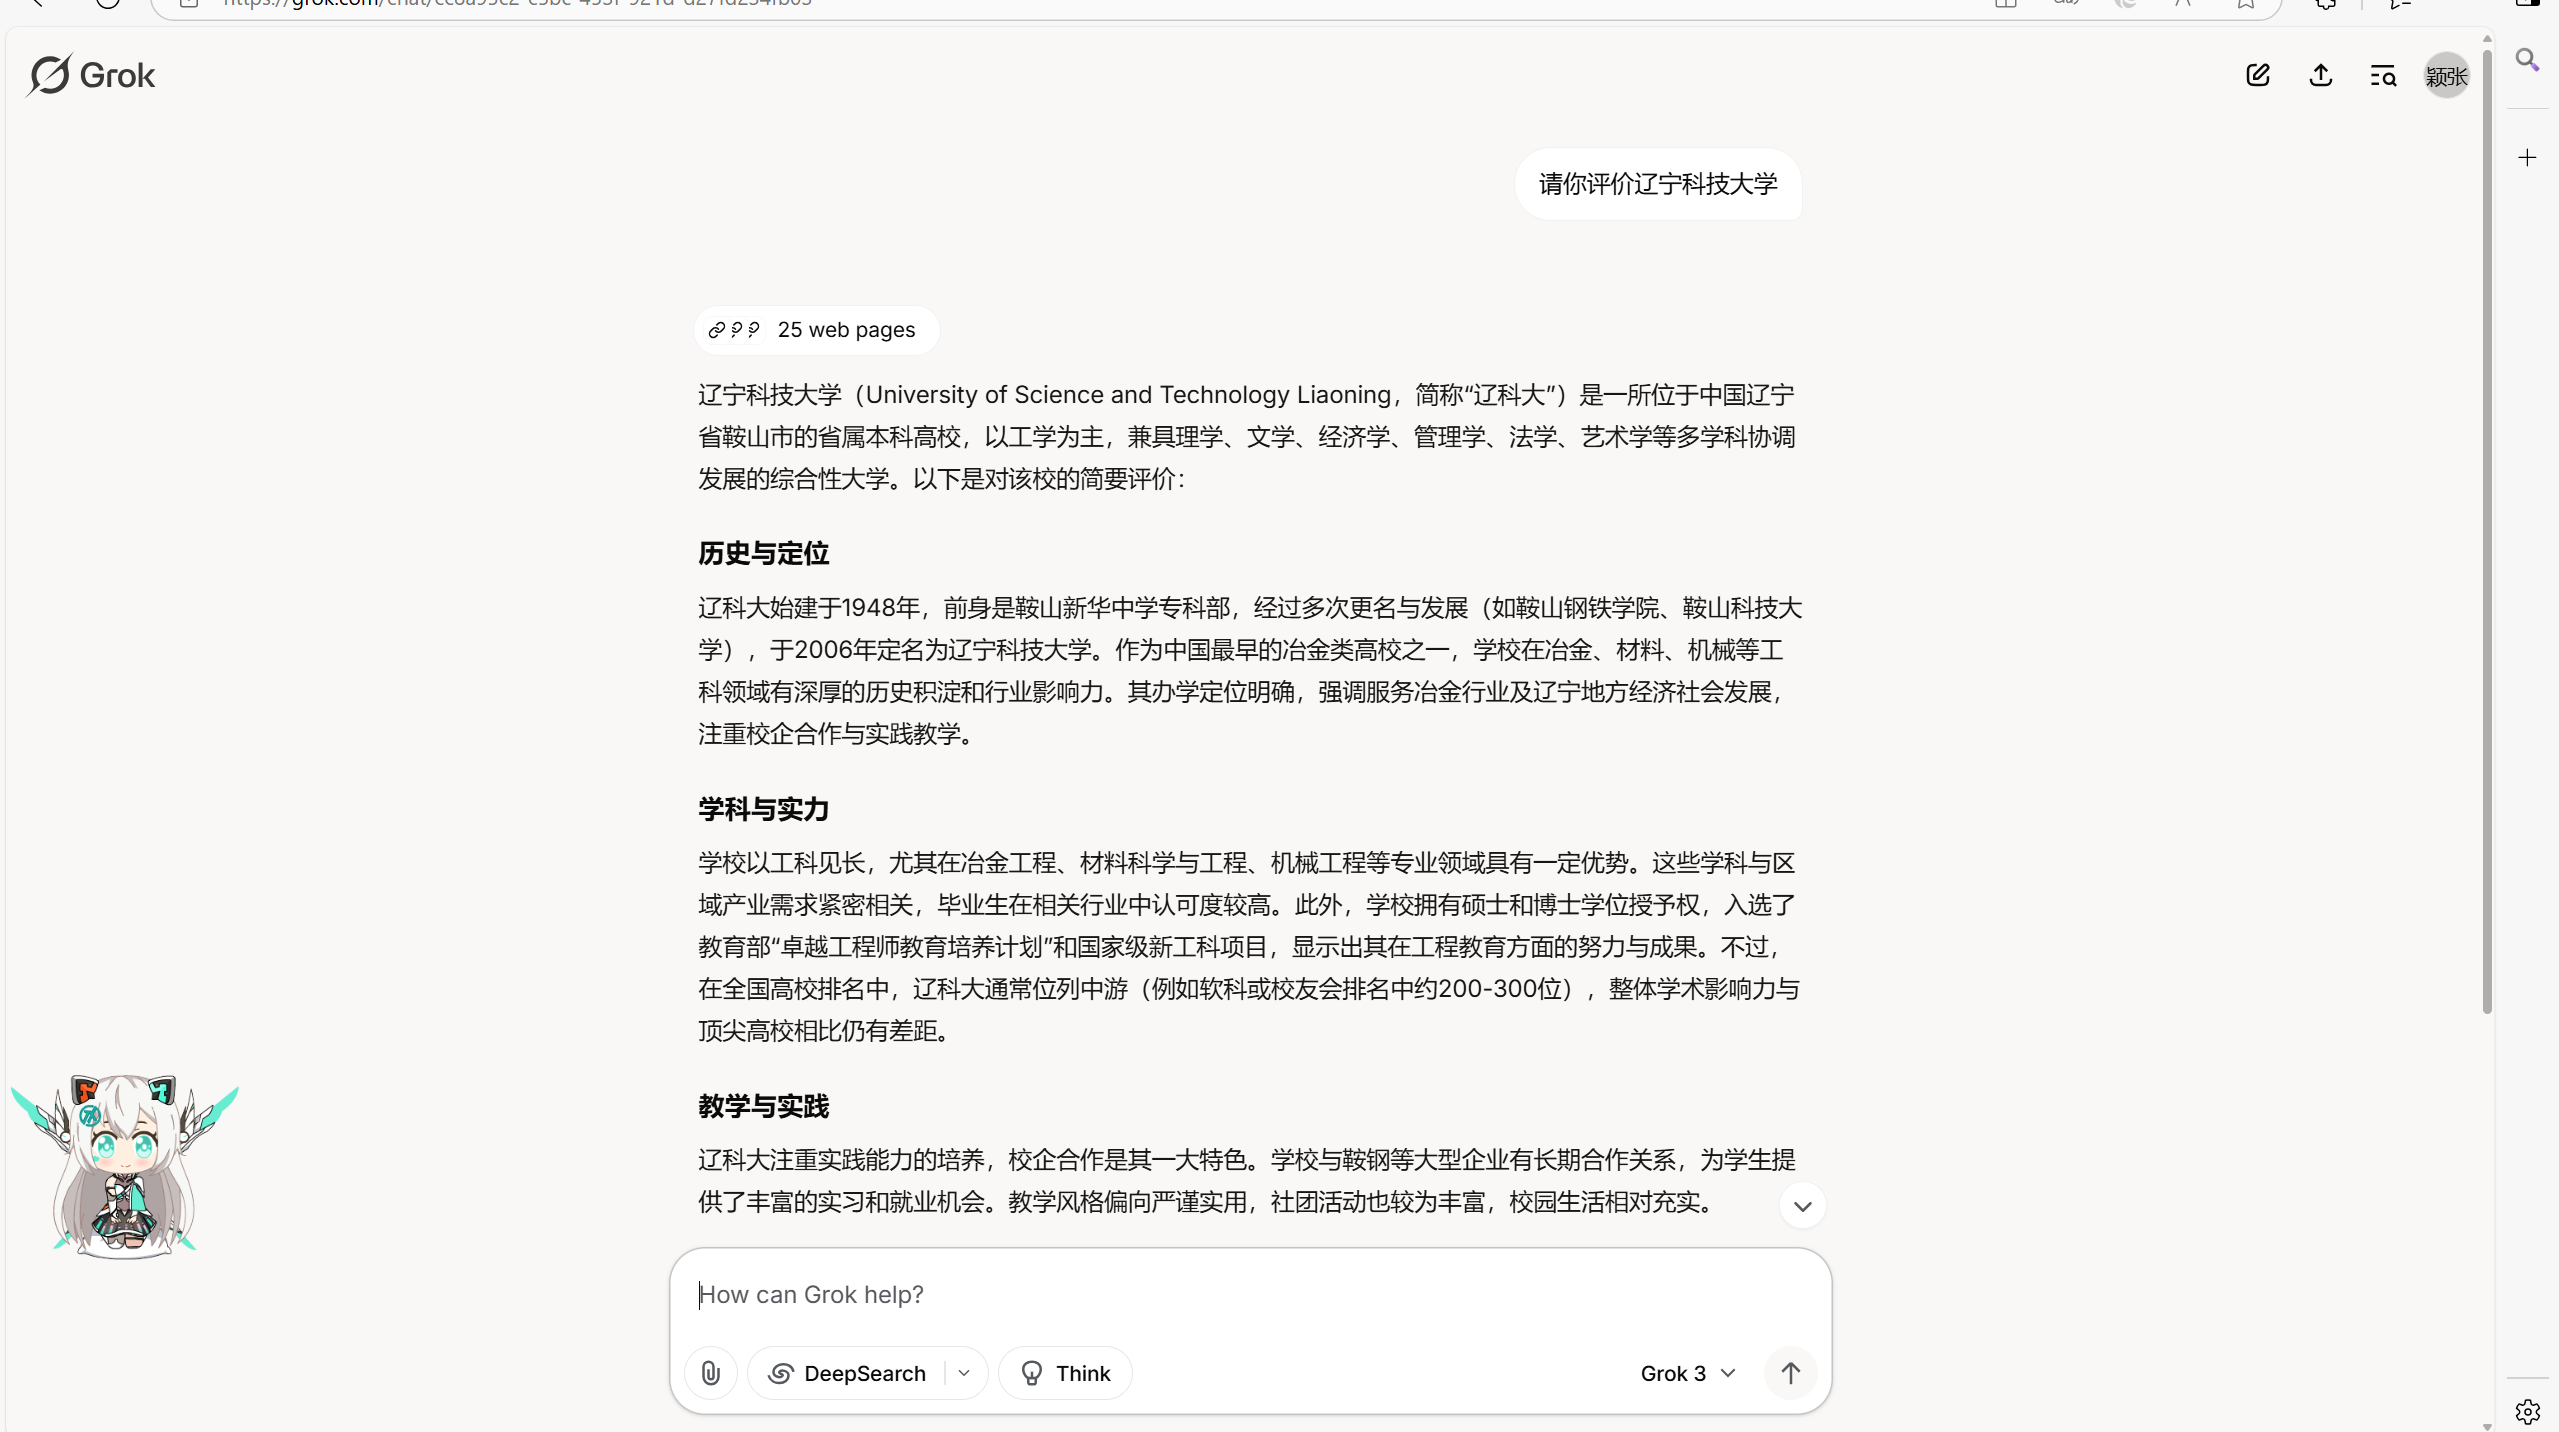 Grok
颖张
请你评价辽宁科技大学
25 web pages
辽宁科技大学（University of Science and Technology Liaoning，简称“辽科大”）是一所位于中国辽宁
省鞍山市的省属本科高校，以工学为主，兼具理学、文学、经济学、管理学、法学、艺术学等多学科协调
发展的综合性大学。以下是对该校的简要评价：
历史与定位
辽科大始建于1948年，前身是鞍山新华中学专科部，经过多次更名与发展（如鞍山钢铁学院、鞍山科技大
学），于2006年定名为辽宁科技大学。作为中国最早的冶金类高校之一，学校在冶金、材料、机械等工
科领域有深厚的历史积淀和行业影响力。其办学定位明确，强调服务冶金行业及辽宁地方经济社会发展，
注重校企合作与实践教学。
学科与实力
学校以工科见长，尤其在冶金工程、材料科学与工程、机械工程等专业领域具有一定优势。这些学科与区
域产业需求紧密相关，毕业生在相关行业中认可度较高。此外，学校拥有硕士和博士学位授予权，入选了
教育部“卓越工程师教育培养计划”和国家级新工科项目，显示出其在工程教育方面的努力与成果。不过，
在全国高校排名中，辽科大通常位列中游（例如软科或校友会排名中约200-300位），整体学术影响力与
顶尖高校相比仍有差距。
教学与实践
辽科大注重实践能力的培养，校企合作是其一大特色。学校与鞍钢等大型企业有长期合作关系，为学生提
供了丰富的实习和就业机会。教学风格偏向严谨实用，社团活动也较为丰富，校园生活相对充实。
How can Grok help?
DeepSearch
Think
Grok 3